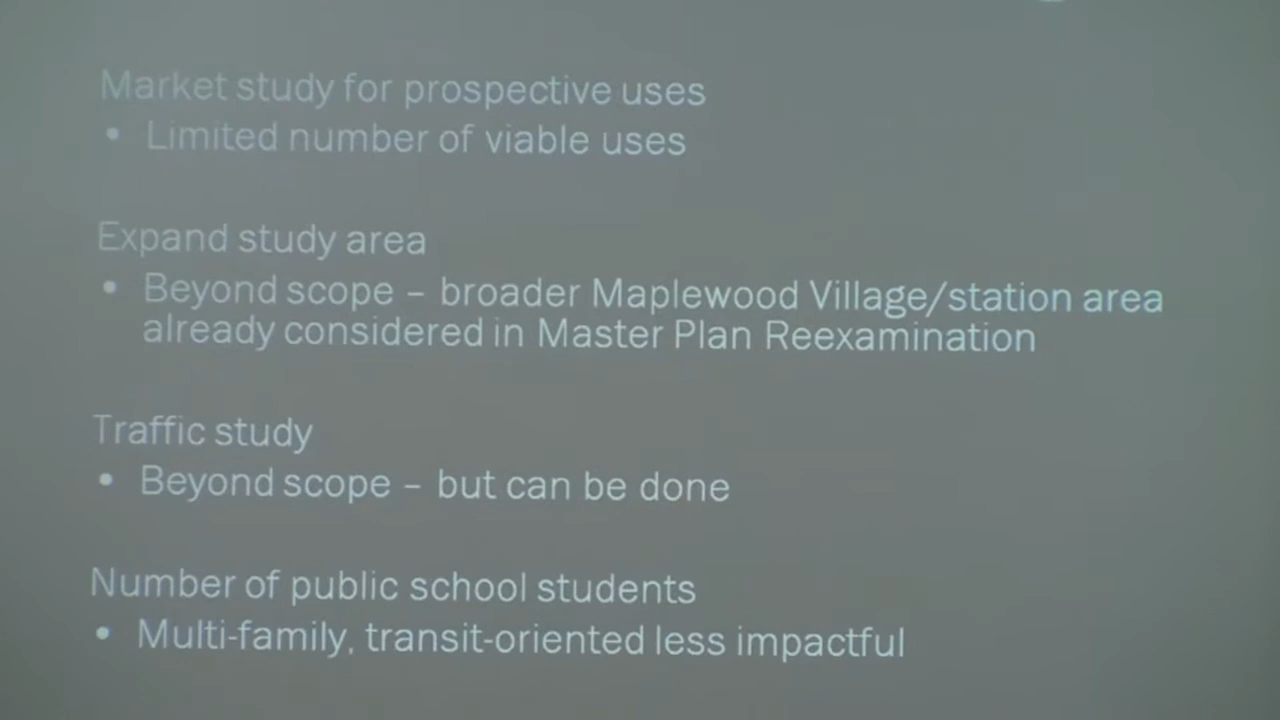 Market study for prospective uses
• Limited number of viable uses
Expand study area
• Beyond scope – broader Maplewood Village/station area
already considered in Master Plan Reexamination
Traffic study
• Beyond scope – but can be done
Number of public school students
• Multi-family, transit-oriented less impactful